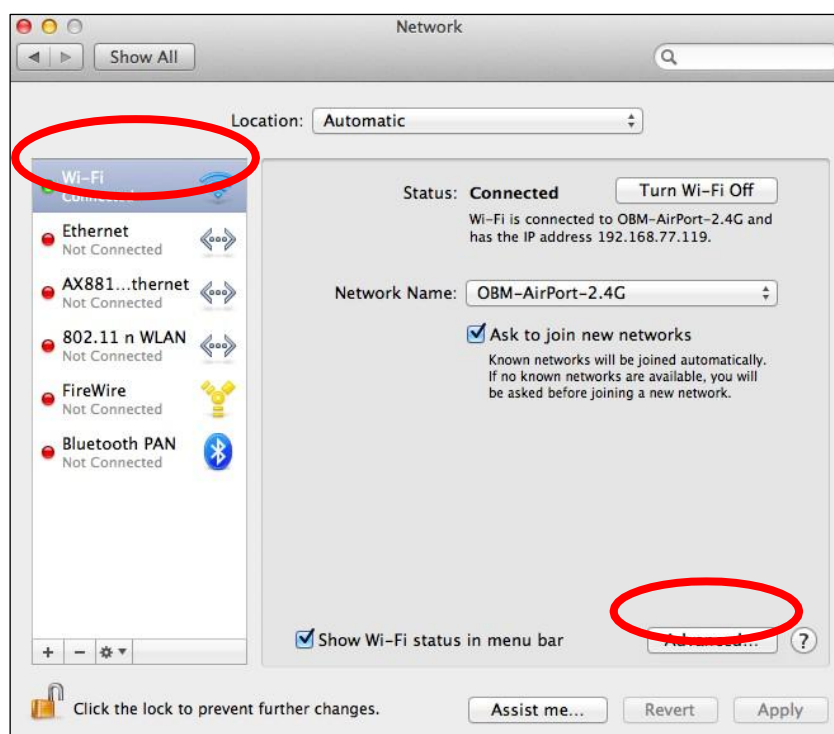 Network
Show All
Location: Automatic
Wi-Fi
Connected
Ethernet
Not Connected
AX881...thernet
Not Connected
802.11 n WLAN
Not Connected
FireWire
Not Connected
Bluetooth PAN
Not Connected
Status: Connected Turn Wi-Fi Off
Wi-Fi is connected to OBM-AirPort-2.4G and
has the IP address 192.168.77.119.
Network Name: OBM-AirPort-2.4G
Ask to join new networks
Known networks will be joined automatically.
If no known networks are available, you will
be asked before joining a new network.
Show Wi-Fi status in menu bar Advanced... ?
Click the lock to prevent further changes. Assist me... Revert Apply